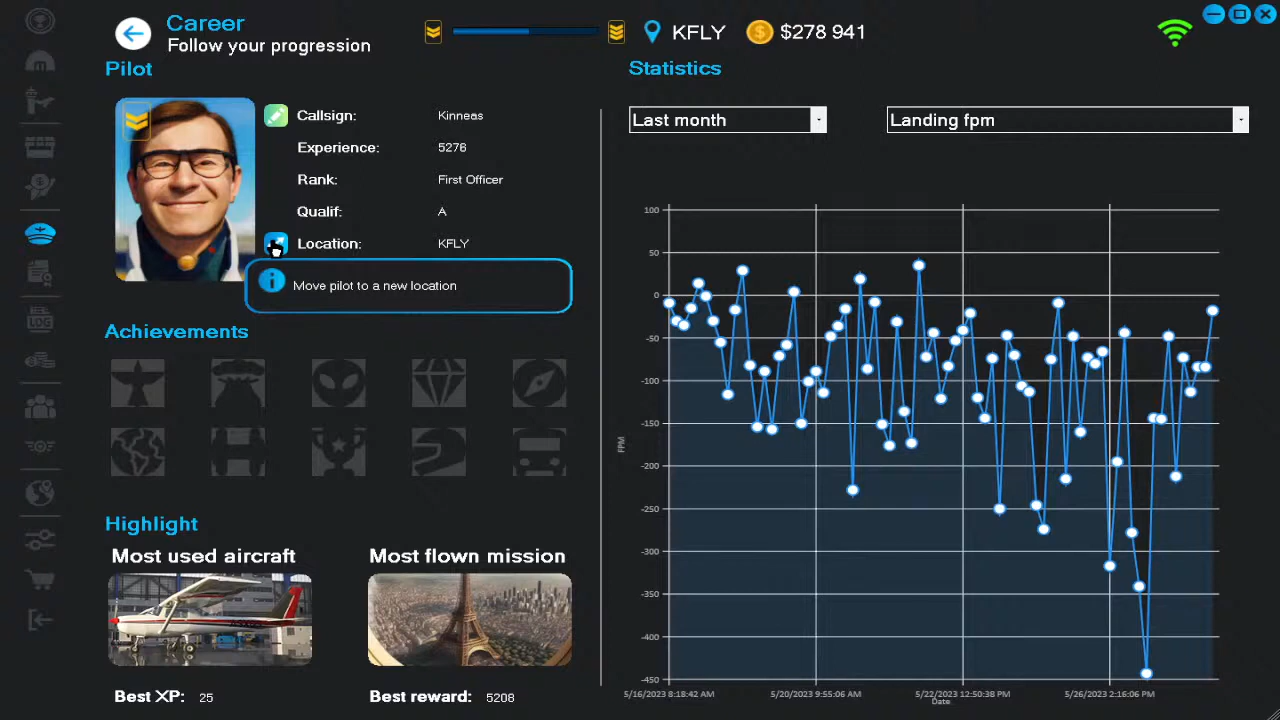 Career
Follow your progression
KFLY
$278 941
Pilot
Callsign: Kinneas
Experience: 5276
Rank: First Officer
Qualif: A
Location: KFLY
Move pilot to a new location
Achievements
Highlight
Most used aircraft
Most flown mission
Best XP: 25
Best reward: 5208
LOG
Statistics
Last month
Landing fpm
100
50
0
-50
-100
-150
-200
-250
-300
-350
-400
-450
FPM
5/16/2023 8:18:42 AM
5/20/2023 9:55:06 AM
5/22/2023 12:50:38 PM
5/26/2023 2:16:06 PM
Date